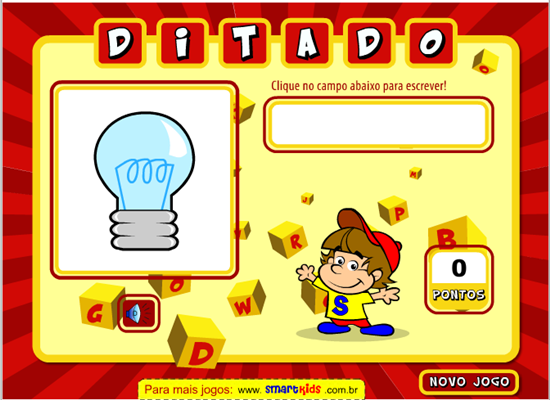 DiTADO
Clique no campo abaixo para escrever!
S
P
R
B
O
W
G
D
S
0
PONTOS
NOVO JOGO
Para mais jogos: www. smartkids .com.br